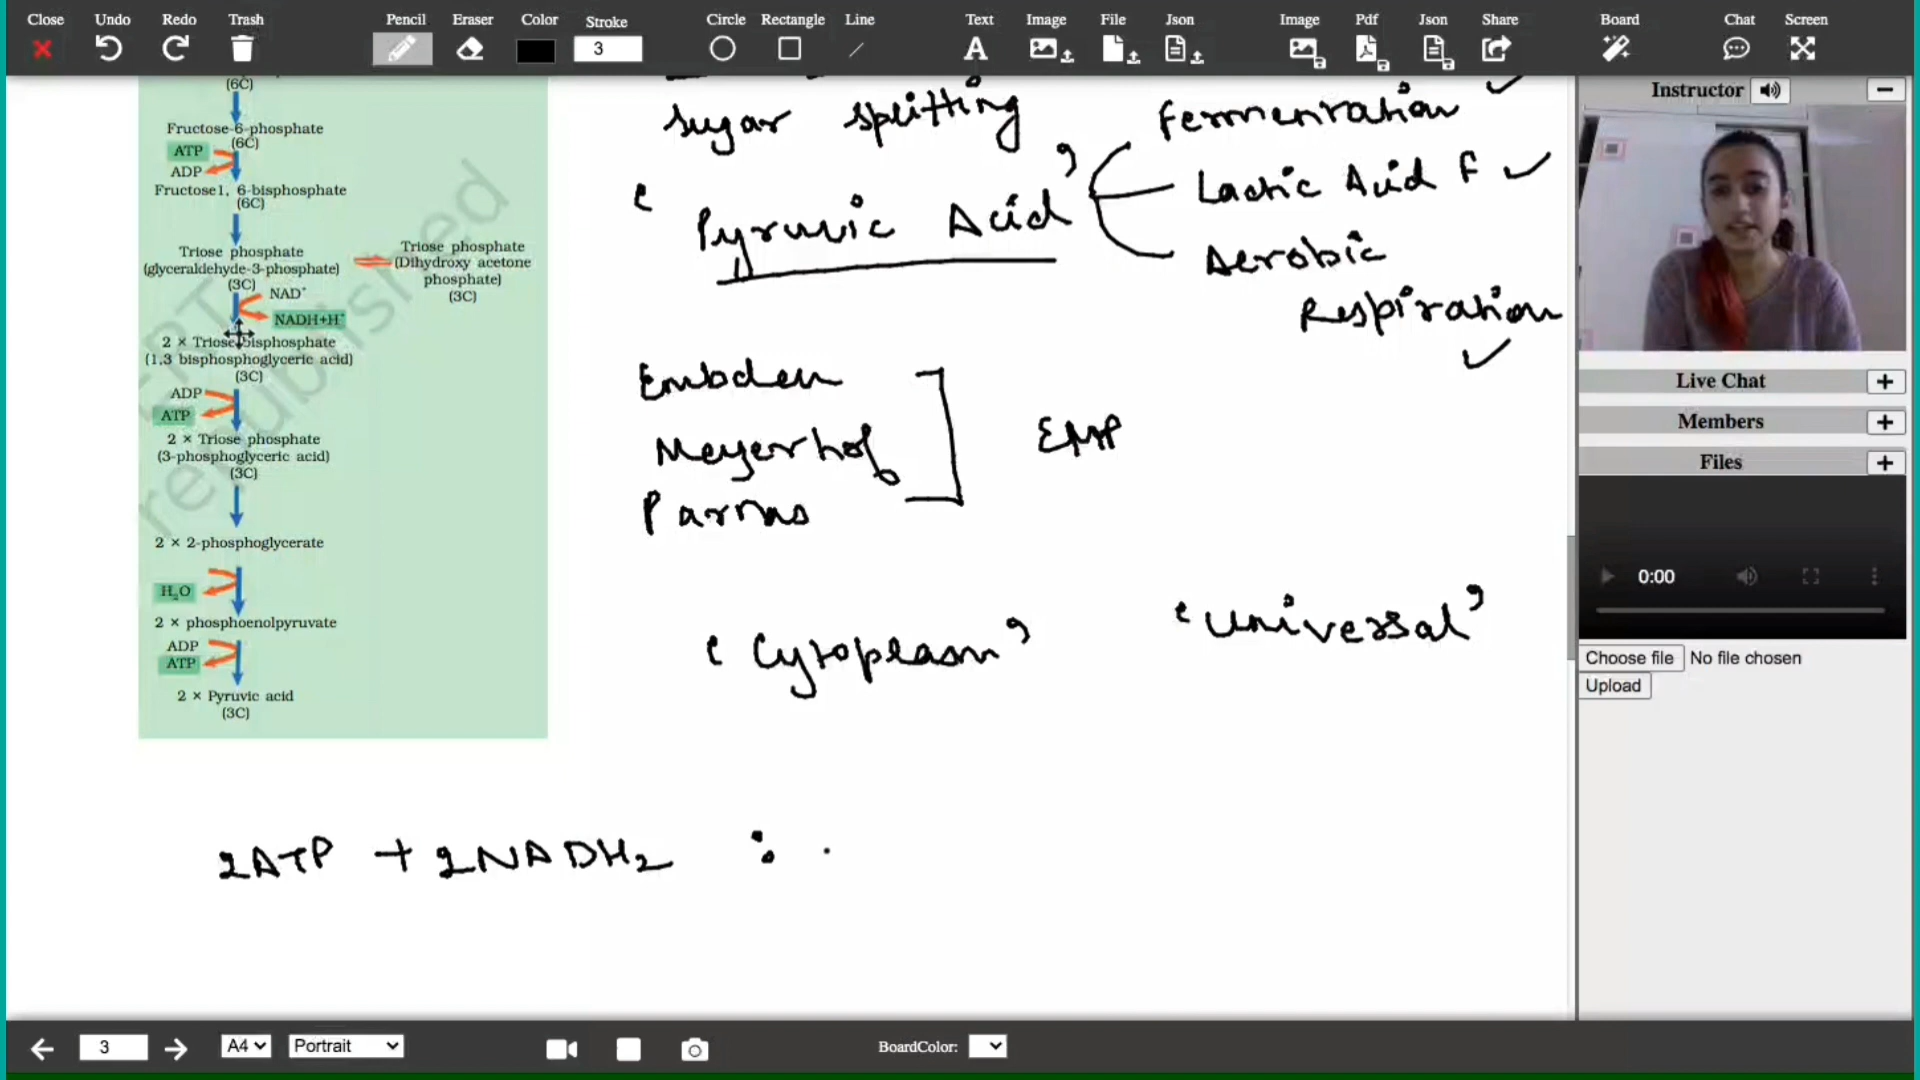 Close Undo Redo Trash Pencil Eraser Color Stroke Circle Rectangle Line Text Image File Json Image Pdf Json Share Board Chat Screen
3
(6C)
Fructose-6-phosphate
(6C)
ATP
ADP
Fructose1, 6-bisphosphate
(6C)
Triose phosphate
(glyceraldehyde-3-phosphate)
(3C)
Triose phosphate
(Dihydroxy acetone
phosphate)
(3C)
NAD+
NADH+H+
2 × Triose bisphosphate
(1,3 bisphosphoglyceric acid)
(3C)
ADP
ATP
2 × Triose phosphate
(3-phosphoglyceric acid)
(3C)
2 × 2-phosphoglycerate
H2O
2 × phosphoenolpyruvate
ADP
ATP
2 × Pyruvic acid
(3C)
republished
sugar splitting
Fermenration
‘ Pyruvic Acid ’
Lactic Acid F
Aerobic
Respiration
Embden
Meyerhof
Parnas
EMP
‘ Cytoplasm ’
‘ Universal ’
2ATP + 2NADH2 :
Instructor
Live Chat +
Members +
Files +
0:00
Choose file No file chosen
Upload
3 A4 Portrait BoardColor: